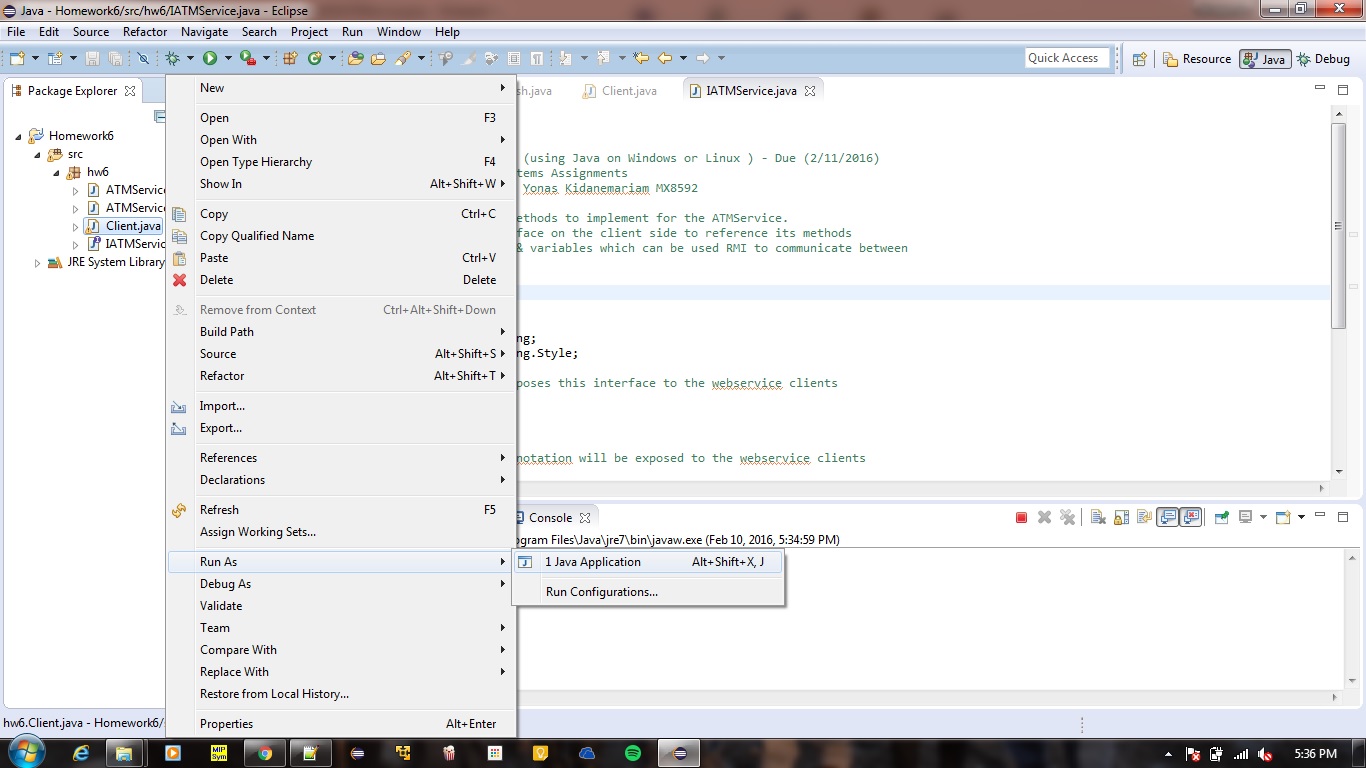 Java - Homework6/src/hw6/IATMService.java - Eclipse
File Edit Source Refactor Navigate Search Project Run Window Help
Quick Access Resource Java Debug
Package Explorer
sh.java Client.java IATMService.java
Homework6
src
hw6
ATMService
ATMService
Client.java
IATMServic
JRE System Library
New
Open F3
Open With
Open Type Hierarchy F4
Show In Alt+Shift+W
Copy Ctrl+C
Copy Qualified Name
Paste Ctrl+V
Delete Delete
Remove from Context Ctrl+Alt+Shift+Down
Build Path
Source Alt+Shift+S
Refactor Alt+Shift+T
Import...
Export...
References
Declarations
Refresh F5
Assign Working Sets...
Run As
Debug As
Validate
Team
Compare With
Replace With
Restore from Local History...
Properties Alt+Enter
1 Java Application Alt+Shift+X, J
Run Configurations...
(using Java on Windows or Linux ) - Due (2/11/2016)
tems Assignments
Yonas Kidanemariam MX8592
ethods to implement for the ATMService.
rface on the client side to reference its methods
& variables which can be used RMI to communicate between
ng;
ng.Style;
poses this interface to the webservice clients
notation will be exposed to the webservice clients
Console
ogram Files\Java\jre7\bin\javaw.exe (Feb 10, 2016, 5:34:59 PM)
hw6.Client.java - Homework6/
MIP
Sym
5:36 PM